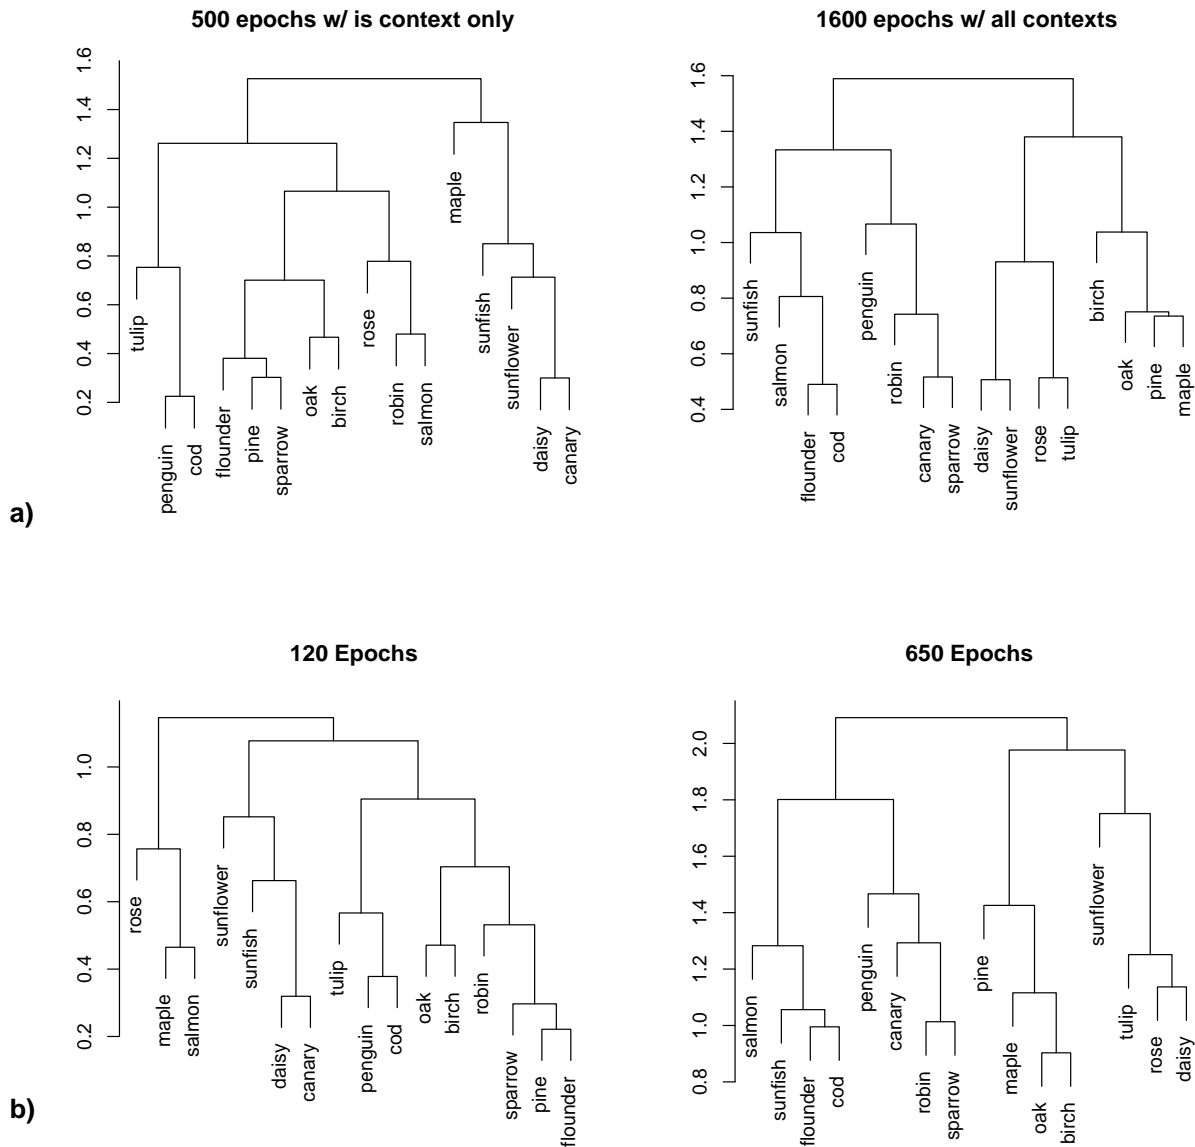 500 epochs w/ is context only
1.6
1.4
1.2
1.0
0.8
0.6
0.4
0.2
tulip
penguin
cod
flounder
pine
sparrow
oak
birch
rose
robin
salmon
maple
sunfish
sunflower
daisy
canary
1600 epochs w/ all contexts
1.6
1.4
1.2
1.0
0.8
0.6
0.4
sunfish
salmon
flounder
cod
penguin
robin
canary
sparrow
daisy
sunflower
rose
tulip
birch
oak
pine
maple
a)
120 Epochs
1.0
0.8
0.6
0.4
0.2
rose
maple
salmon
sunflower
sunfish
daisy
canary
tulip
penguin
cod
oak
birch
robin
sparrow
pine
flounder
650 Epochs
2.0
1.8
1.6
1.4
1.2
1.0
0.8
salmon
sunfish
flounder
cod
penguin
canary
robin
sparrow
pine
maple
oak
birch
sunflower
tulip
rose
daisy
b)